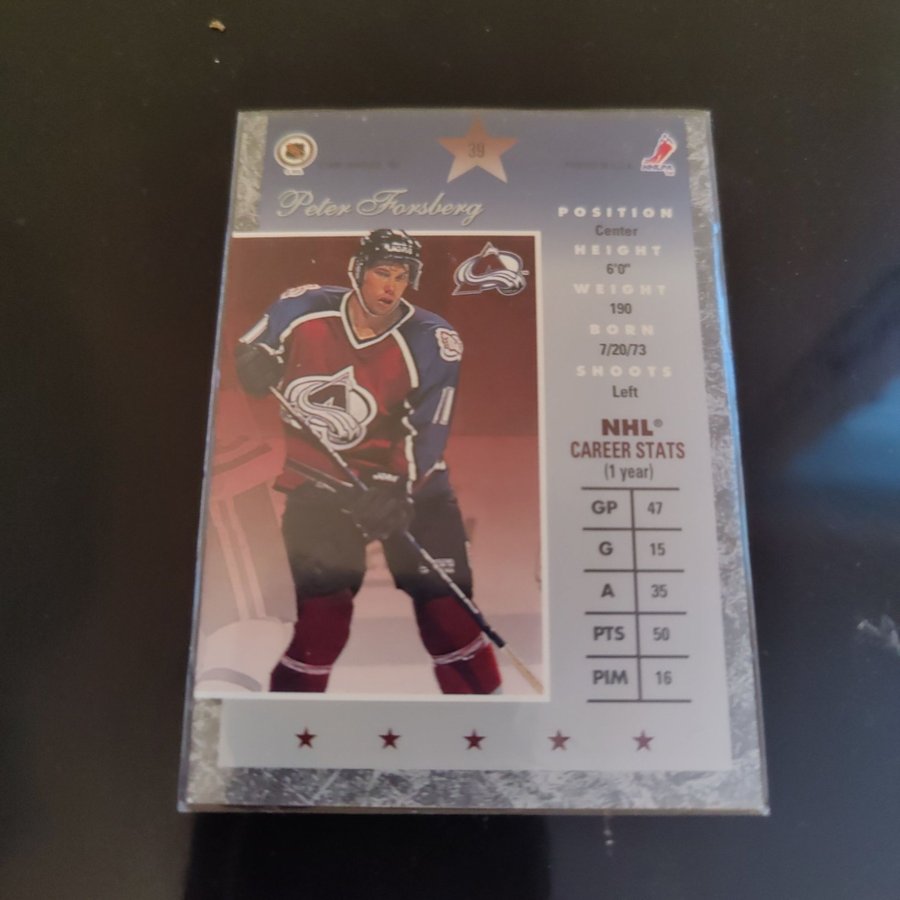 39
Peter Forsberg
POSITION
Center
HEIGHT
6'0"
WEIGHT
190
BORN
7/20/73
SHOOTS
Left
NHL®
CAREER STATS
(1 year)
GP 47
G 15
A 35
PTS 50
PIM 16